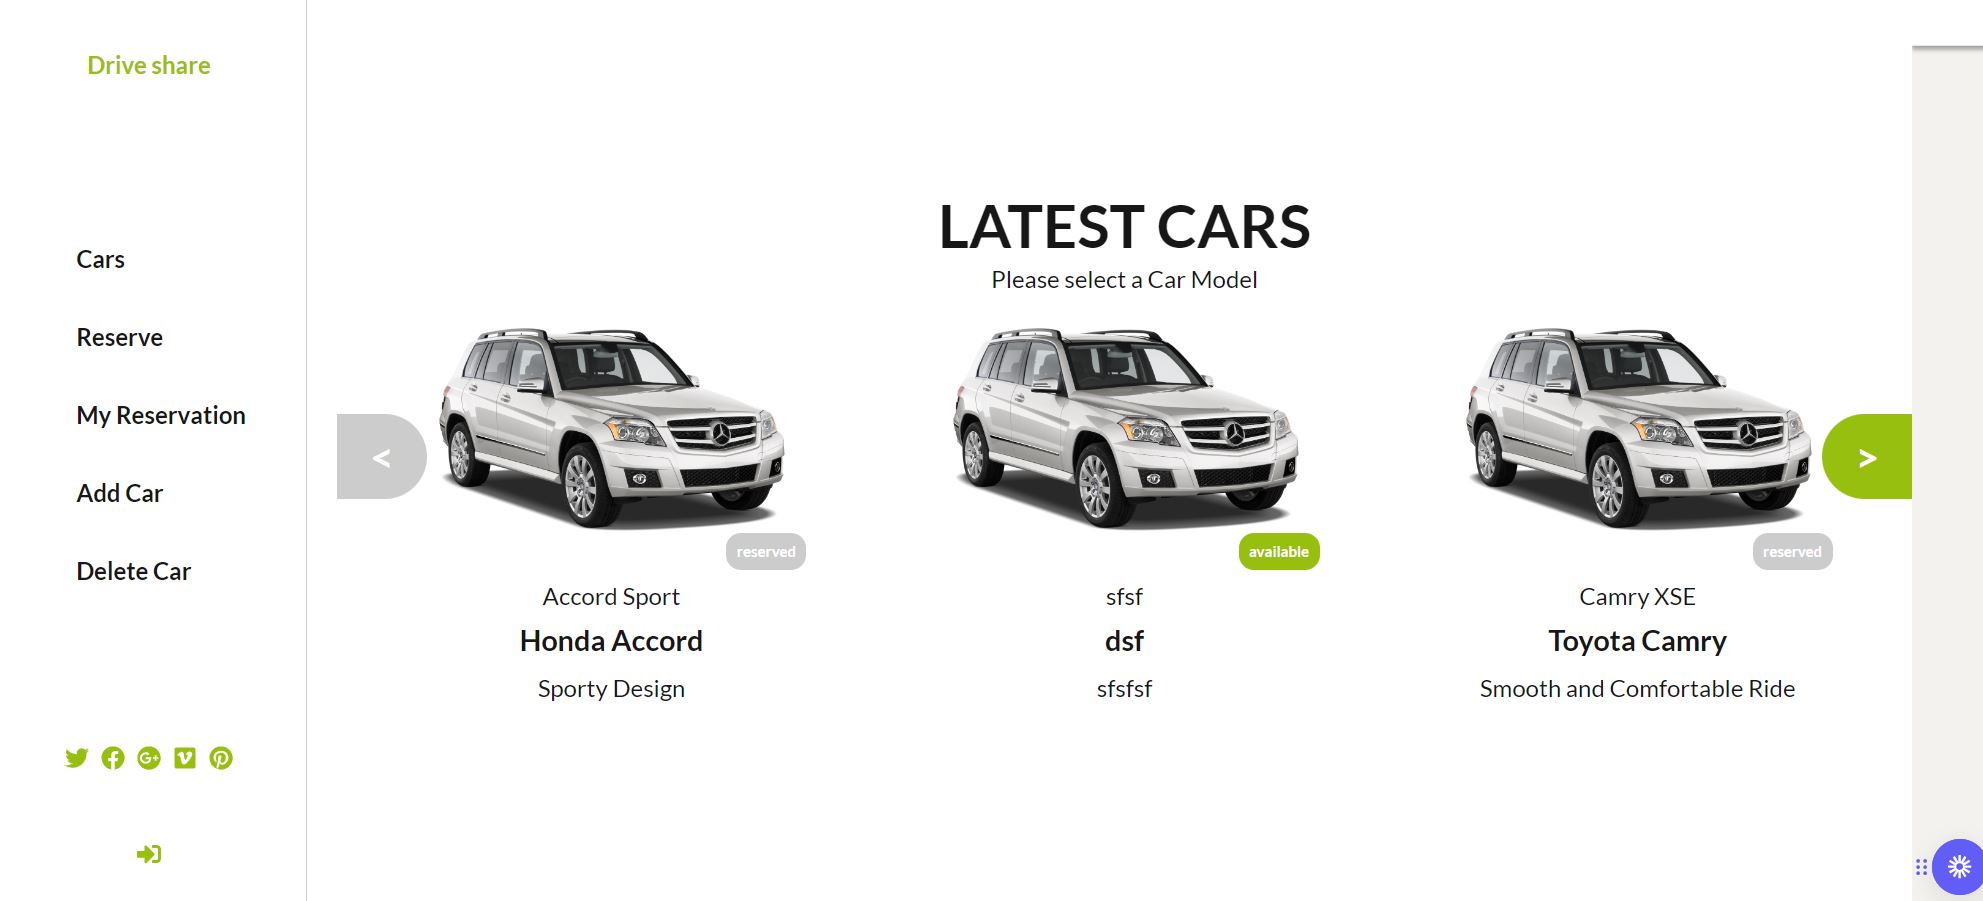 Drive share
Cars
Reserve
My Reservation
Add Car
Delete Car
LATEST CARS
Please select a Car Model
<
>
reserved
Accord Sport
Honda Accord
Sporty Design
available
sfsf
dsf
sfsfsf
reserved
Camry XSE
Toyota Camry
Smooth and Comfortable Ride